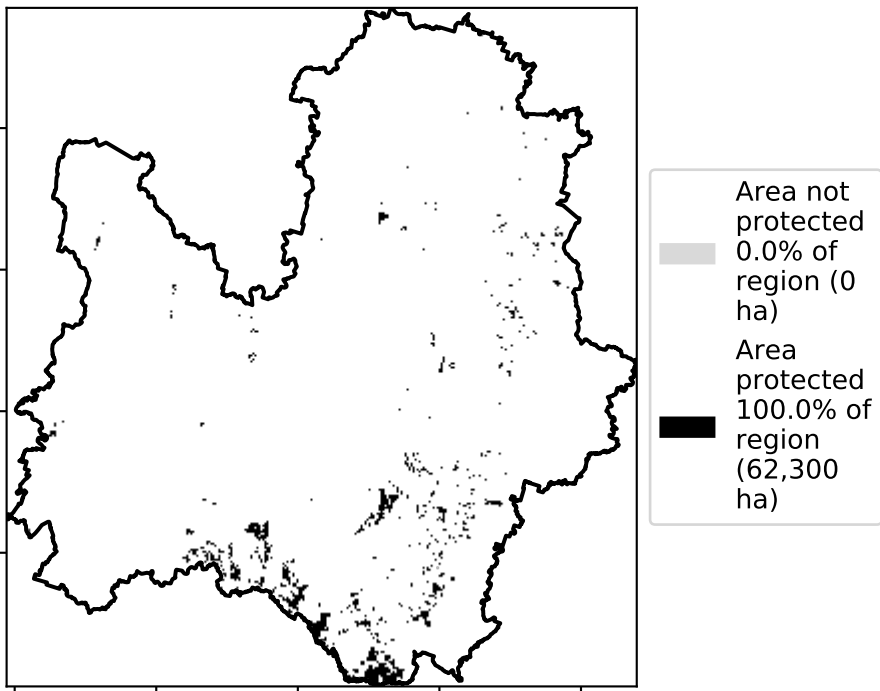 Area not
protected
0.0% of
region (0
ha)
Area
protected
100.0% of
region
(62,300
ha)